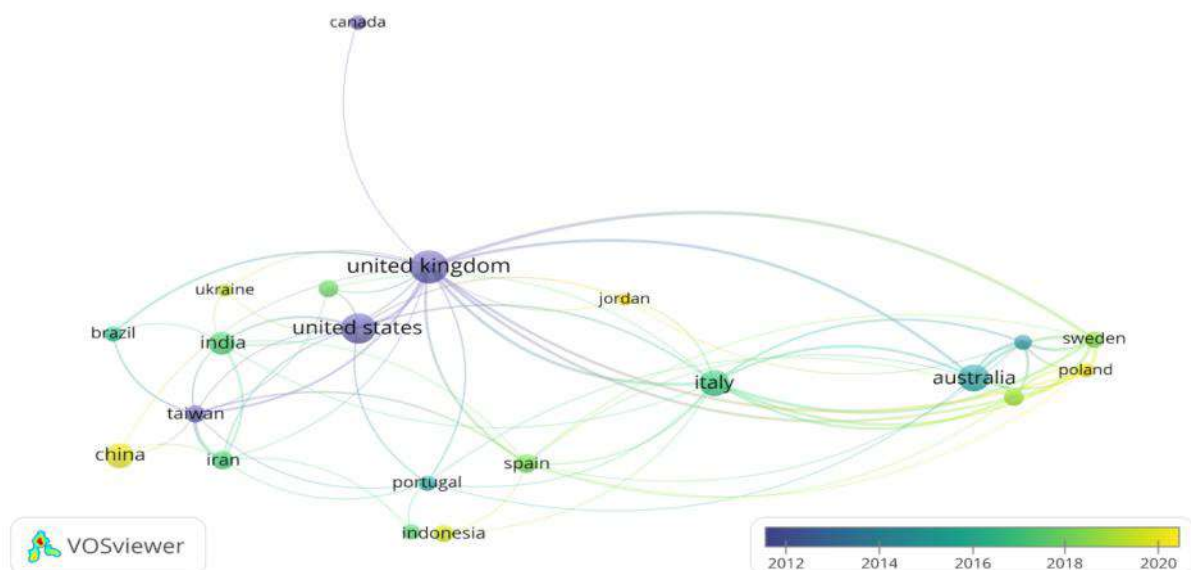 canada
united kingdom
ukraine
jordan
united states
brazil
india
sweden
poland
australia
italy
taiwan
china
iran
spain
portugal
indonesia
VOSviewer
2012 2014 2016 2018 2020